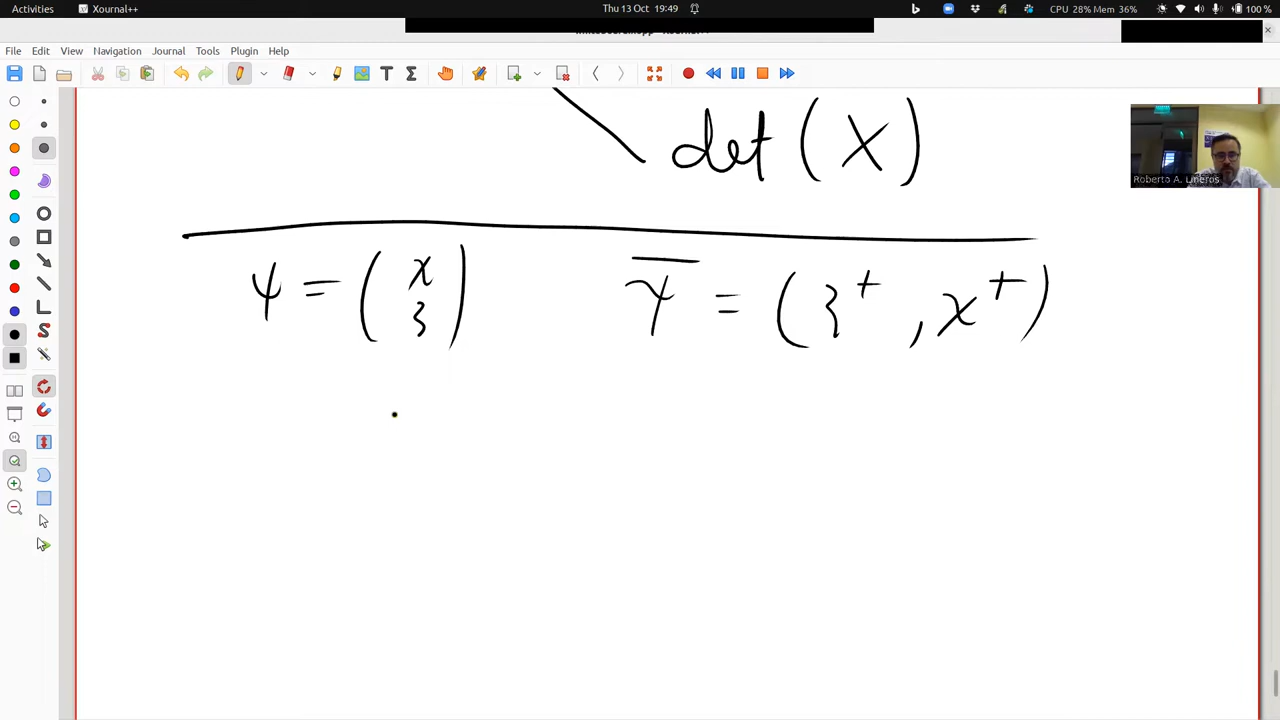 Activities Xournal++ Thu 13 Oct. 19:49 CPU 28% Mem 36% 100 %
File Edit View Navigation Journal Tools Plugin Help
det (X)
Roberto A. Lineros
ψ = (χ ξ) ψ̄ = (ξ⁺, χ⁺)